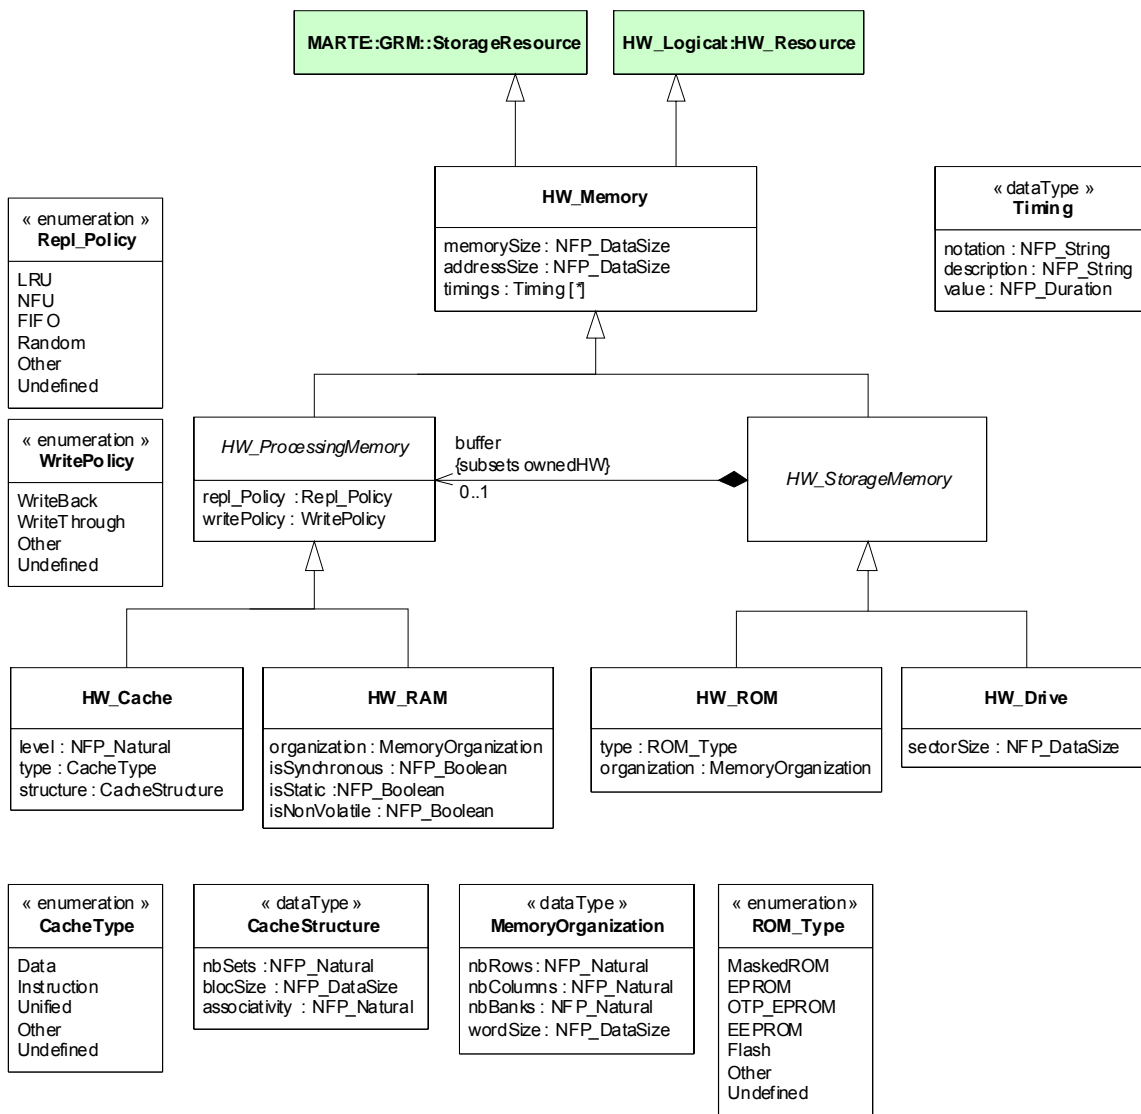 MARTE::GRM::StorageResource
HW_Logical::HW_Resource
HW_Memory
memorySize : NFP_DataSize
addressSize : NFP_DataSize
timings : Timing [*]
« dataType »
Timing
notation : NFP_String
description : NFP_String
value : NFP_Duration
« enumeration »
Repl_Policy
LRU
NFU
FIFO
Random
Other
Undefined
« enumeration »
WritePolicy
WriteBack
WriteThrough
Other
Undefined
HW_ProcessingMemory
repl_Policy : Repl_Policy
writePolicy : WritePolicy
buffer
{subsets ownedHW}
0..1
HW_StorageMemory
HW_Cache
level : NFP_Natural
type : CacheType
structure : CacheStructure
HW_RAM
organization : MemoryOrganization
isSynchronous : NFP_Boolean
isStatic : NFP_Boolean
isNonVolatile : NFP_Boolean
HW_ROM
type : ROM_Type
organization : MemoryOrganization
HW_Drive
sectorSize : NFP_DataSize
« enumeration »
CacheType
Data
Instruction
Unified
Other
Undefined
« dataType »
CacheStructure
nbSets : NFP_Natural
blocSize : NFP_DataSize
associativity : NFP_Natural
« dataType »
MemoryOrganization
nbRows : NFP_Natural
nbColumns : NFP_Natural
nbBanks : NFP_Natural
wordSize : NFP_DataSize
« enumeration»
ROM_Type
MaskedROM
EPROM
OTP_EPROM
EEPROM
Flash
Other
Undefined